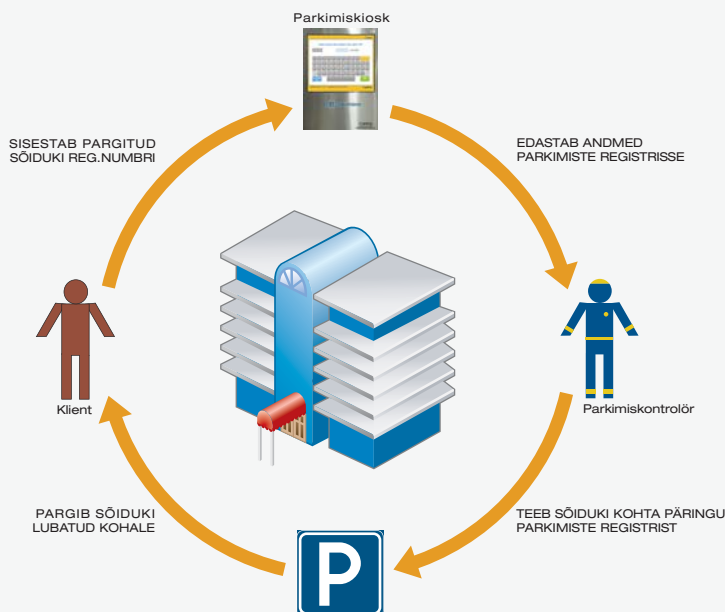 Parkimiskiosk
SISESTAB PARGITUD
SÕIDUKI REG.NUMBRI
EDASTAB ANDMED
PARKIMISTE REGISTRISSE
Klient
Parkimiskontrolör
PARGIB SÕIDUKI
LUBATUD KOHALE
TEEB SÕIDUKI KOHTA PÄRINGU
PARKIMISTE REGISTRIST
P